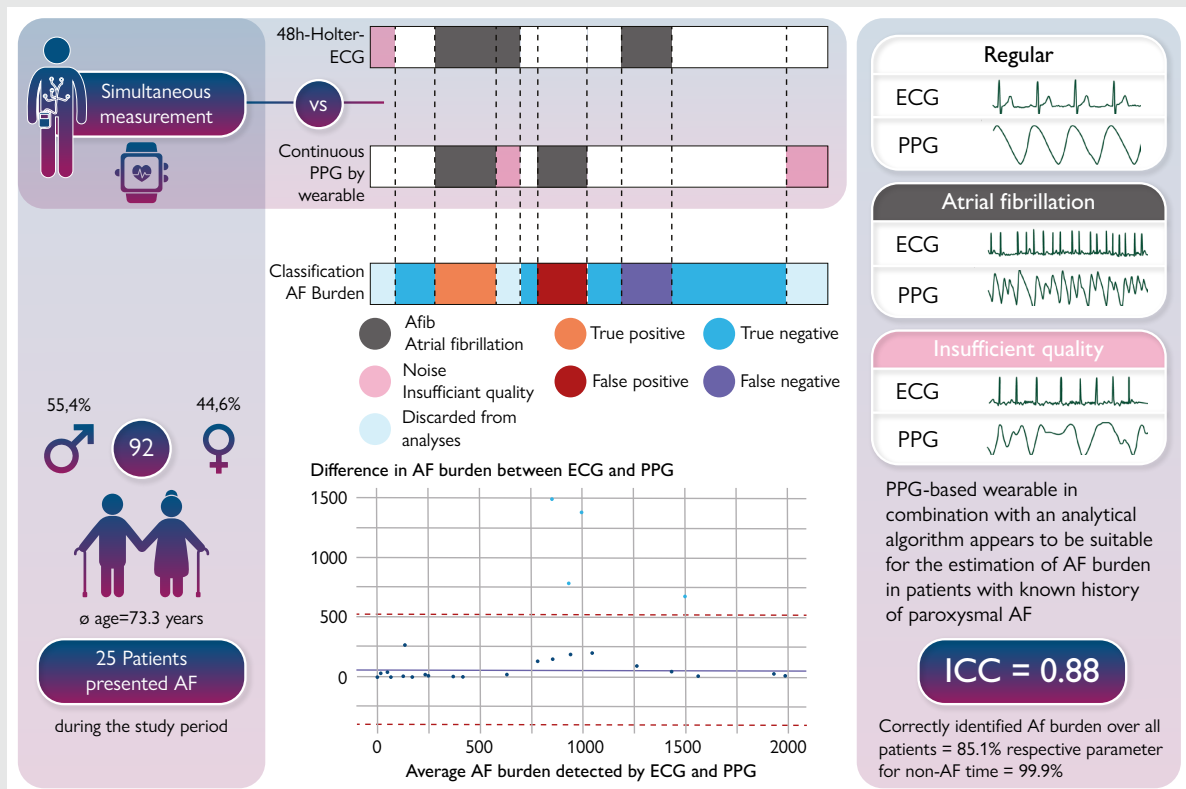 Simultaneous
measurement
vs
48h-Holter-
ECG
Continuous
PPG by
wearable
Classification
AF Burden
Afib
Atrial fibrillation
True positive
True negative
Noise
Insufficient quality
False positive
False negative
Discarded from
analyses
55,4%
92
44,6%
ø age=73.3 years
25 Patients
presented AF
during the study period
Difference in AF burden between ECG and PPG
1500
1000
500
0
0
500
1000
1500
2000
Average AF burden detected by ECG and PPG
Regular
ECG
PPG
Atrial fibrillation
ECG
PPG
Insufficient quality
ECG
PPG
PPG-based wearable in
combination with an analytical
algorithm appears to be suitable
for the estimation of AF burden
in patients with known history
of paroxysmal AF
ICC = 0.88
Correctly identified Af burden over all
patients = 85.1% respective parameter
for non-AF time = 99.9%